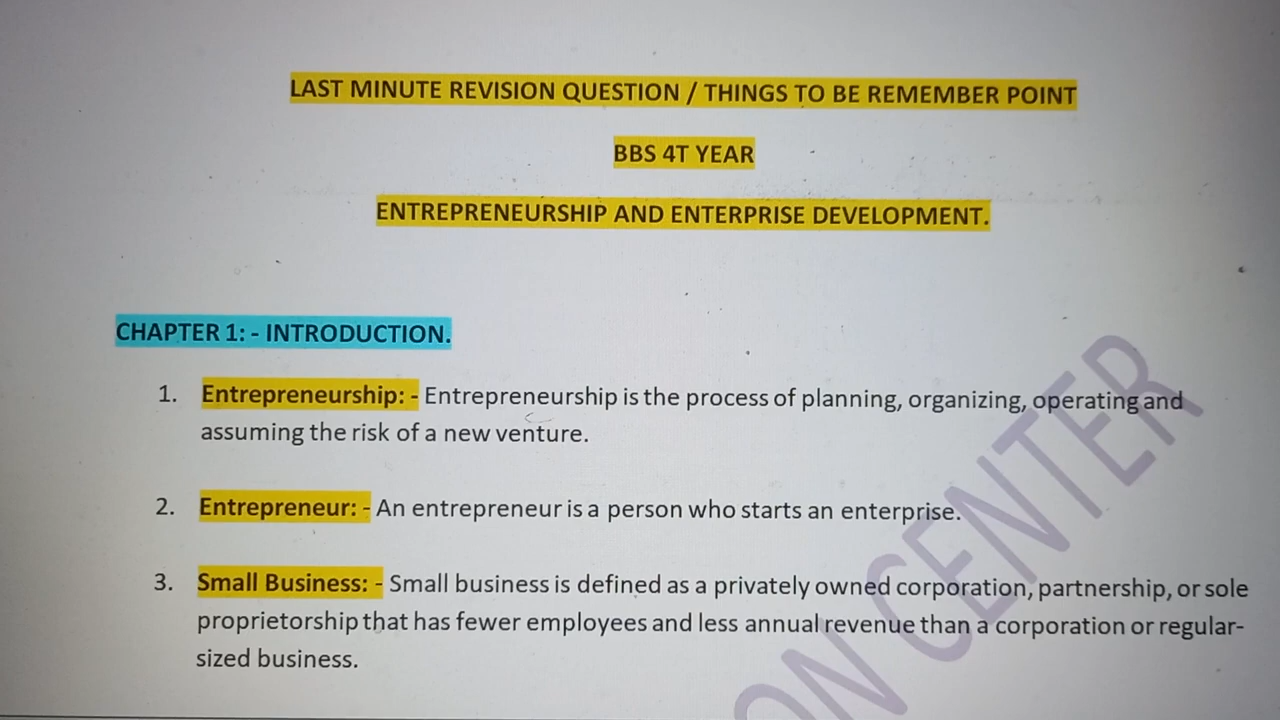 LAST MINUTE REVISION QUESTION / THINGS TO BE REMEMBER POINT
BBS 4T YEAR
ENTREPRENEURSHIP AND ENTERPRISE DEVELOPMENT.
CHAPTER 1: - INTRODUCTION.
1. Entrepreneurship: - Entrepreneurship is the process of planning, organizing, operating and
assuming the risk of a new venture.
2. Entrepreneur: - An entrepreneur is a person who starts an enterprise.
3. Small Business: - Small business is defined as a privately owned corporation, partnership, or sole
proprietorship that has fewer employees and less annual revenue than a corporation or regular-
sized business.
CENTER